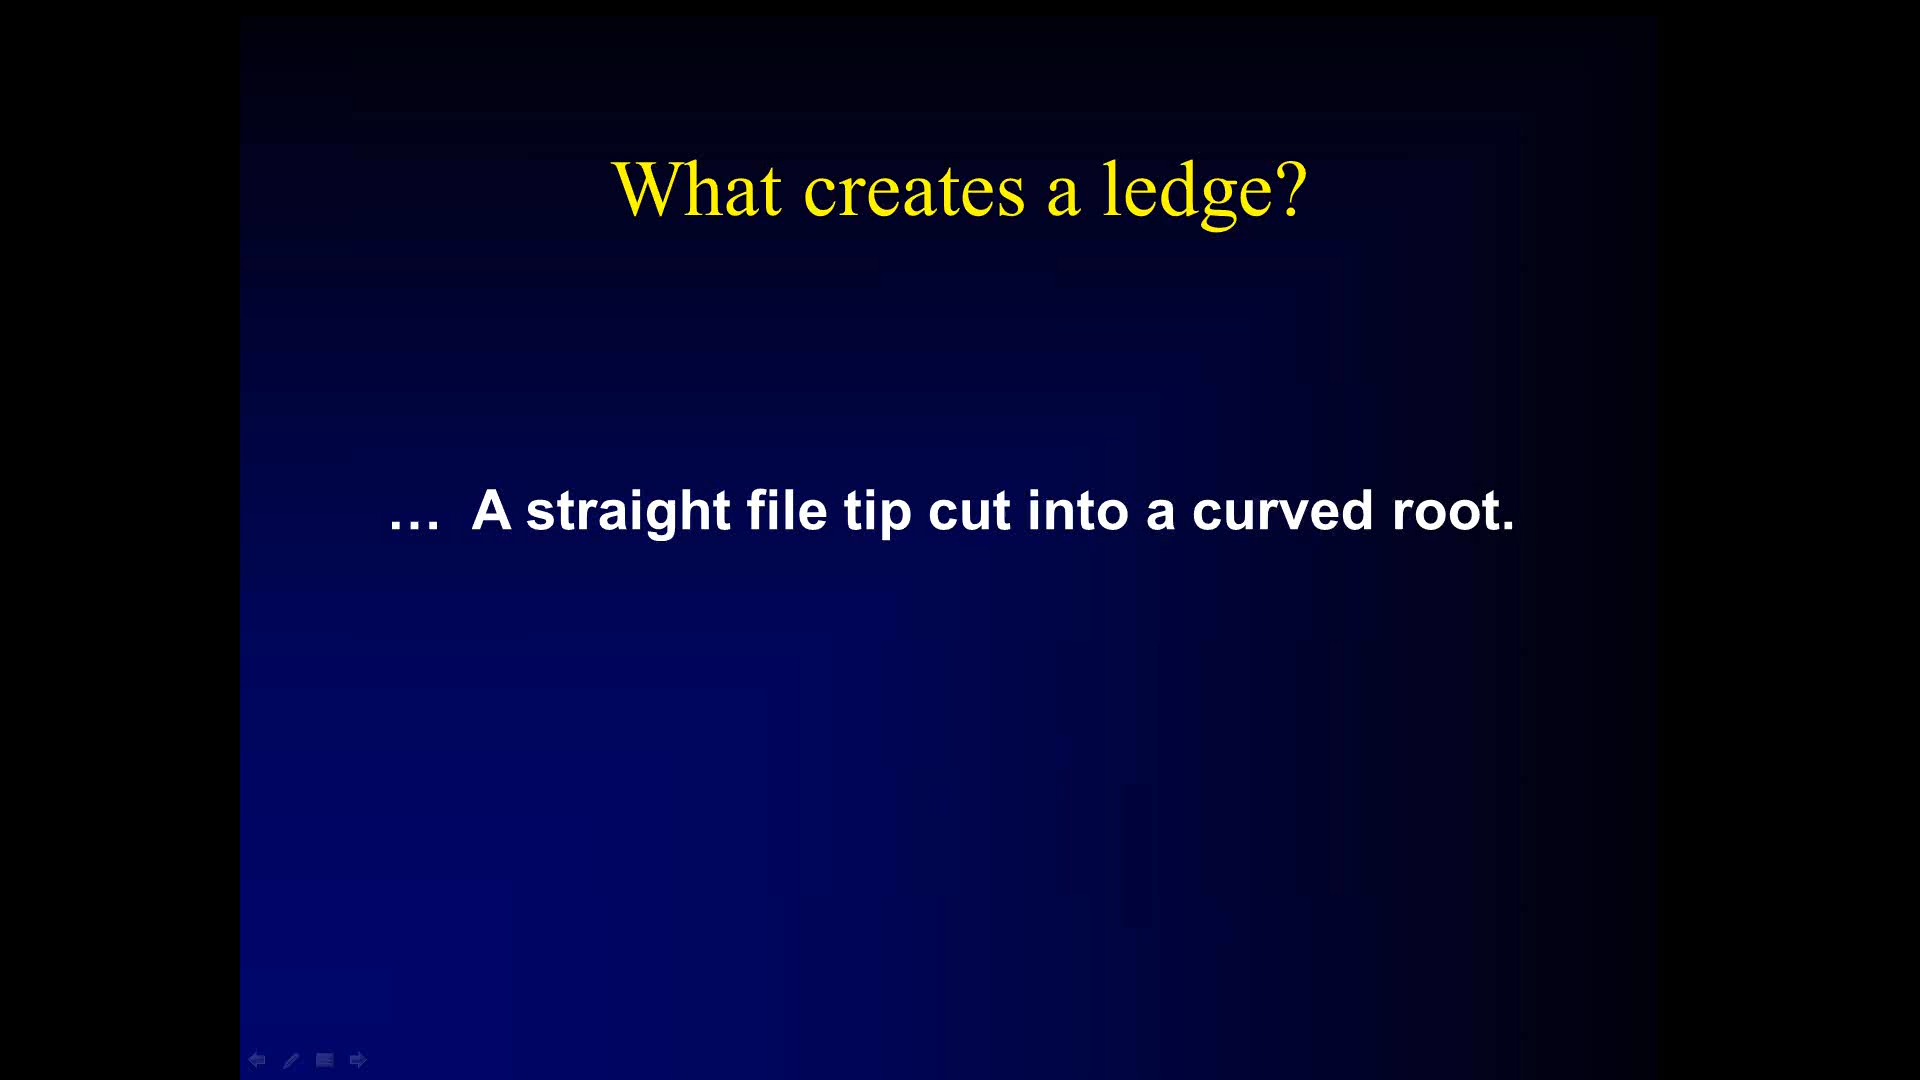 What creates a ledge?
… A straight file tip cut into a curved root.